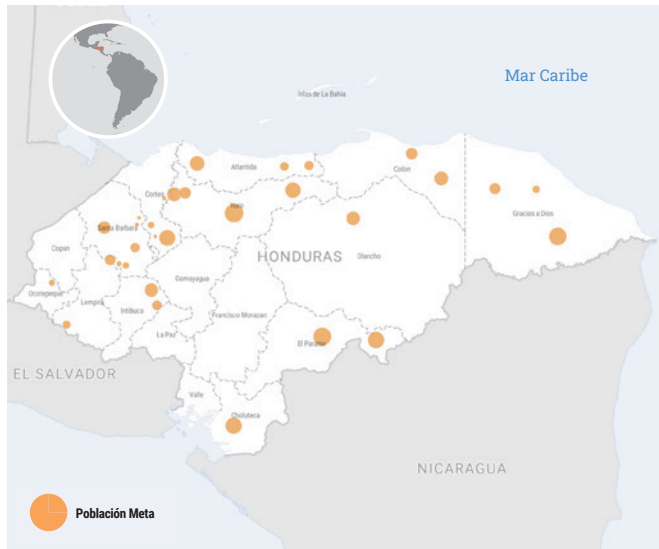 Mar Caribe
Islas de La Bahia
Atlantida
Colon
Cortes
Yoro
Gracias a Dios
Santa Barbara
Copan
HONDURAS
Olancho
Comayagua
Ocotepeque
Lempira
Intibuca
Francisco Morazan
La Paz
El Paraiso
EL SALVADOR
Valle
Choluteca
NICARAGUA
Población Meta